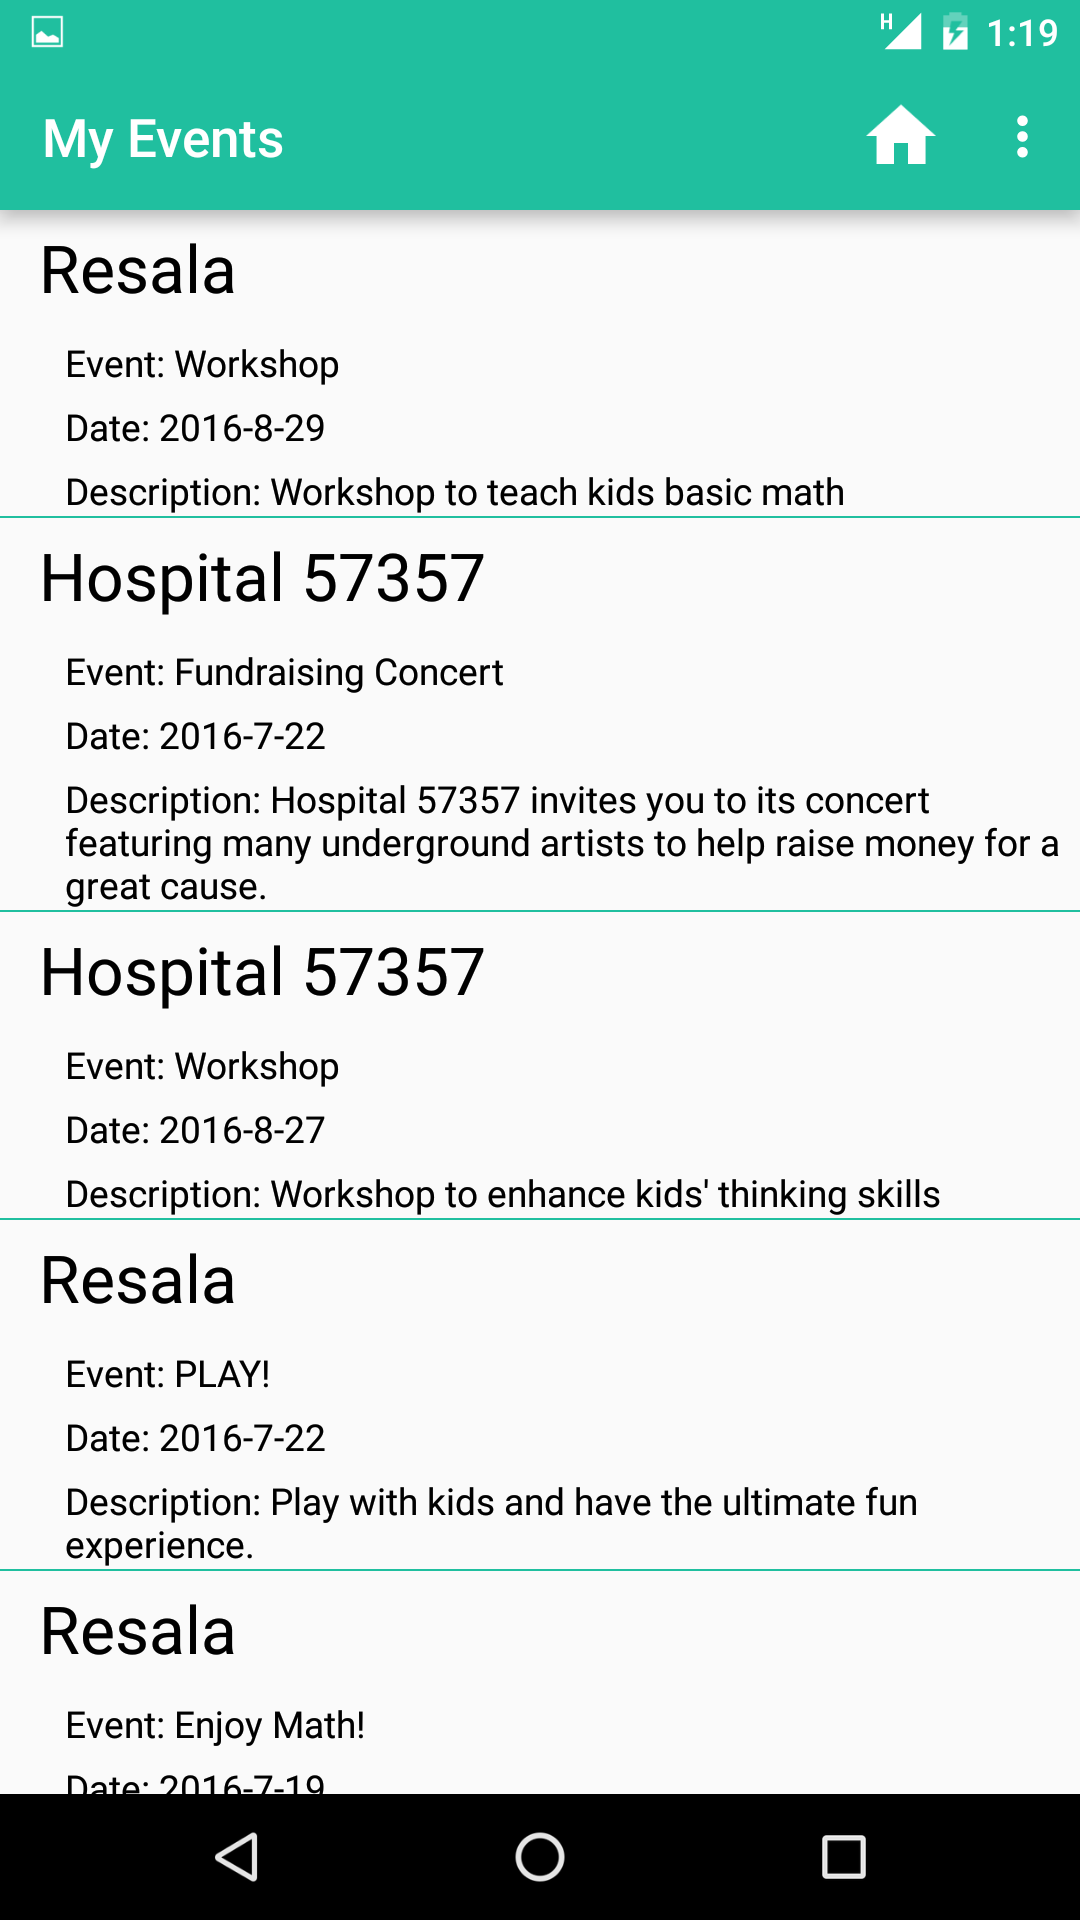 H 1:19
My Events
Resala
Event: Workshop
Date: 2016-8-29
Description: Workshop to teach kids basic math
Hospital 57357
Event: Fundraising Concert
Date: 2016-7-22
Description: Hospital 57357 invites you to its concert
featuring many underground artists to help raise money for a
great cause.
Hospital 57357
Event: Workshop
Date: 2016-8-27
Description: Workshop to enhance kids' thinking skills
Resala
Event: PLAY!
Date: 2016-7-22
Description: Play with kids and have the ultimate fun
experience.
Resala
Event: Enjoy Math!
Date: 2016-7-19